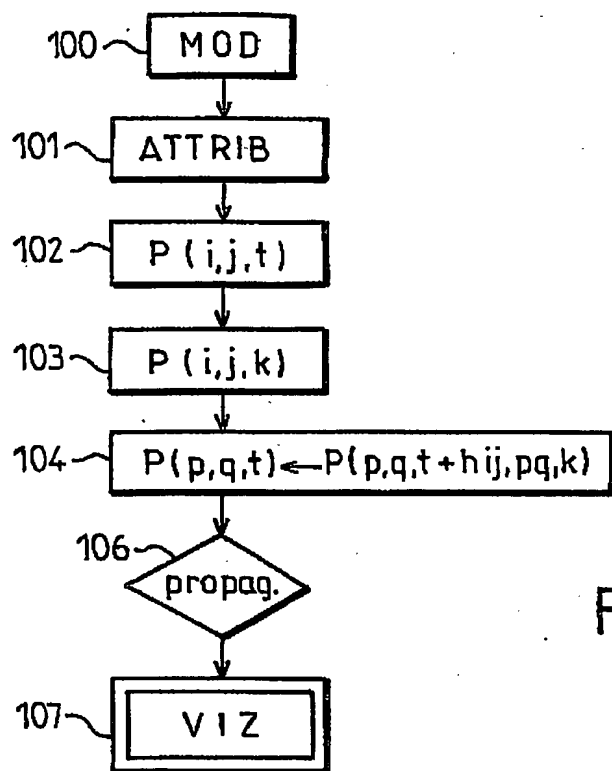 100 MOD
101 ATTRIB
102 P(i,j,t)
103 P(i,j,k)
104 P(p,q,t)←P(p,q,t+hij,pq,k)
106 propag.
F
107 VIZ